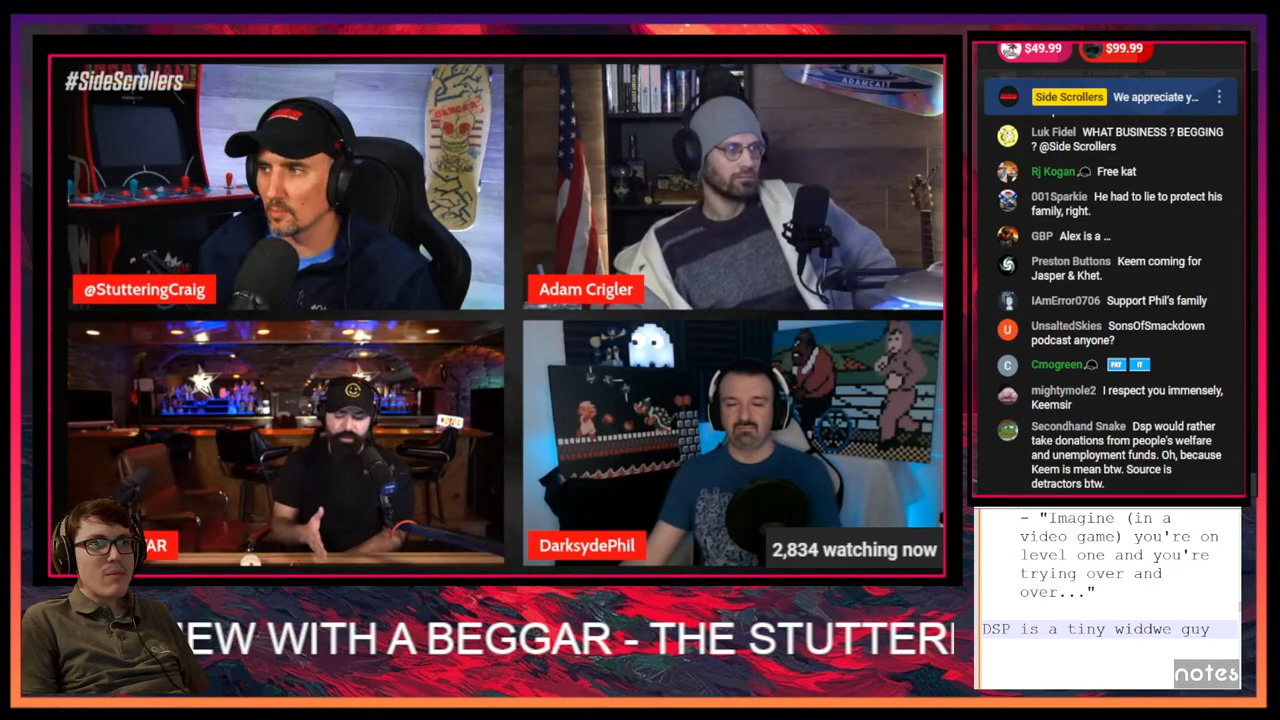 #SideScrollers
ADAMCAST
@StutteringCraig
Adam Crigler
AR
DarksydePhil
2,834 watching now
EW WITH A BEGGAR - THE STUTTERI
$49.99
$99.99
Side Scrollers We appreciate y...
Luk Fidel WHAT BUSINESS ? BEGGING
? @Side Scrollers
Rj Kogan Free kat
001Sparkie He had to lie to protect his
family, right.
GBP Alex is a ...
Preston Buttons Keem coming for
Jasper & Khet.
IAmError0706 Support Phil's family
U
UnsaltedSkies SonsOfSmackdown
podcast anyone?
C
Cmogreen PAY IT
mightymole2 I respect you immensely,
Keemsir
Secondhand Snake Dsp would rather
take donations from people's welfare
and unemployment funds. Oh, because
Keem is mean btw. Source is
detractors btw.
- "Imagine (in a
video game) you're on
level one and you're
trying over and
over..."
DSP is a tiny widdwe guy
notes